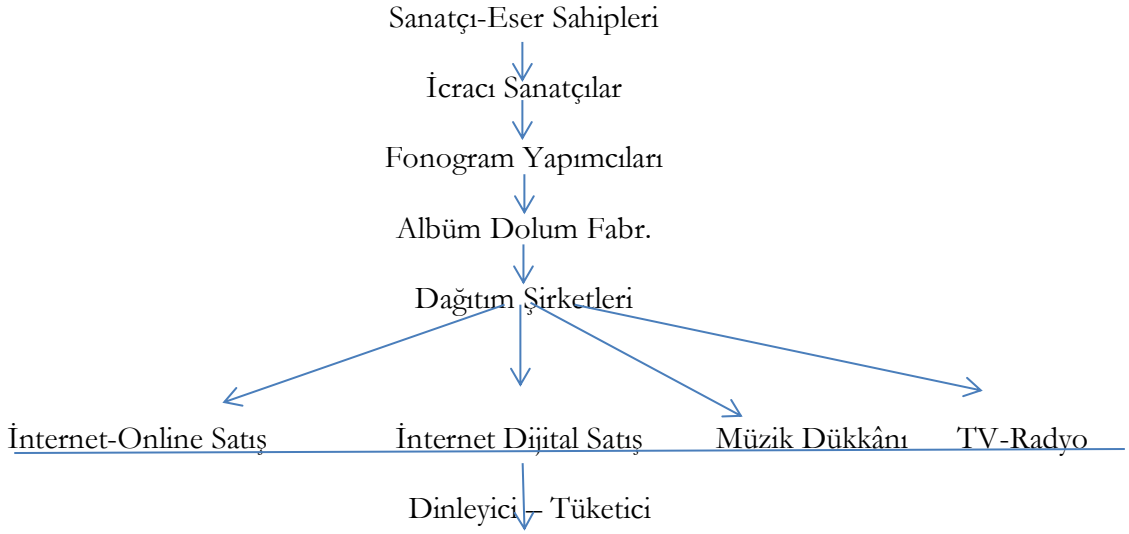 Sanatçı-Eser Sahipleri
İcracı Sanatçılar
Fonogram Yapımcıları
Albüm Dolum Fabr.
Dağıtım Şirketleri
İnternet-Online Satış İnternet Dijital Satış Müzik Dükkânı TV-Radyo
Dinleyici – Tüketici